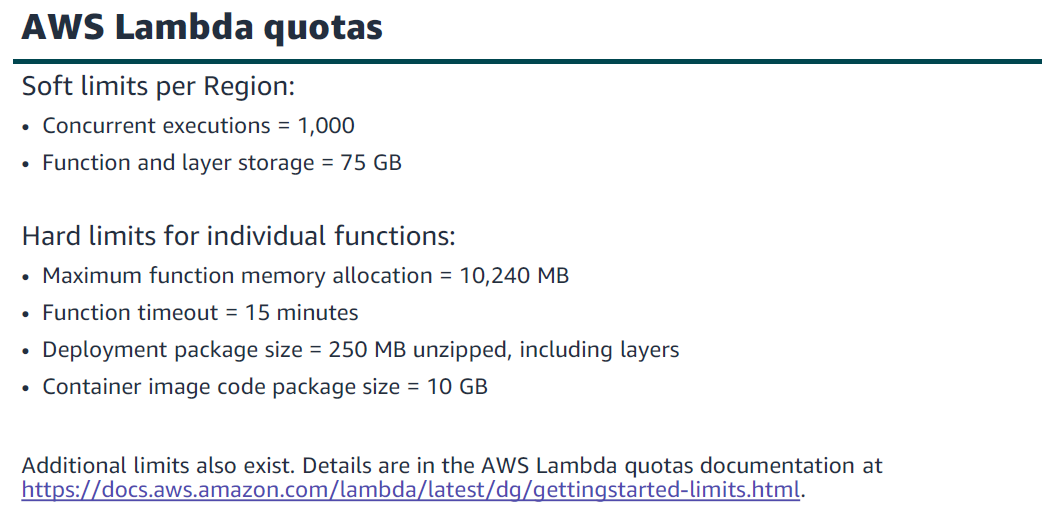 AWS Lambda quotas
Soft limits per Region:
• Concurrent executions = 1,000
• Function and layer storage = 75 GB
Hard limits for individual functions:
• Maximum function memory allocation = 10,240 MB
• Function timeout = 15 minutes
• Deployment package size = 250 MB unzipped, including layers
• Container image code package size = 10 GB
Additional limits also exist. Details are in the AWS Lambda quotas documentation at
https://docs.aws.amazon.com/lambda/latest/dg/gettingstarted-limits.html.